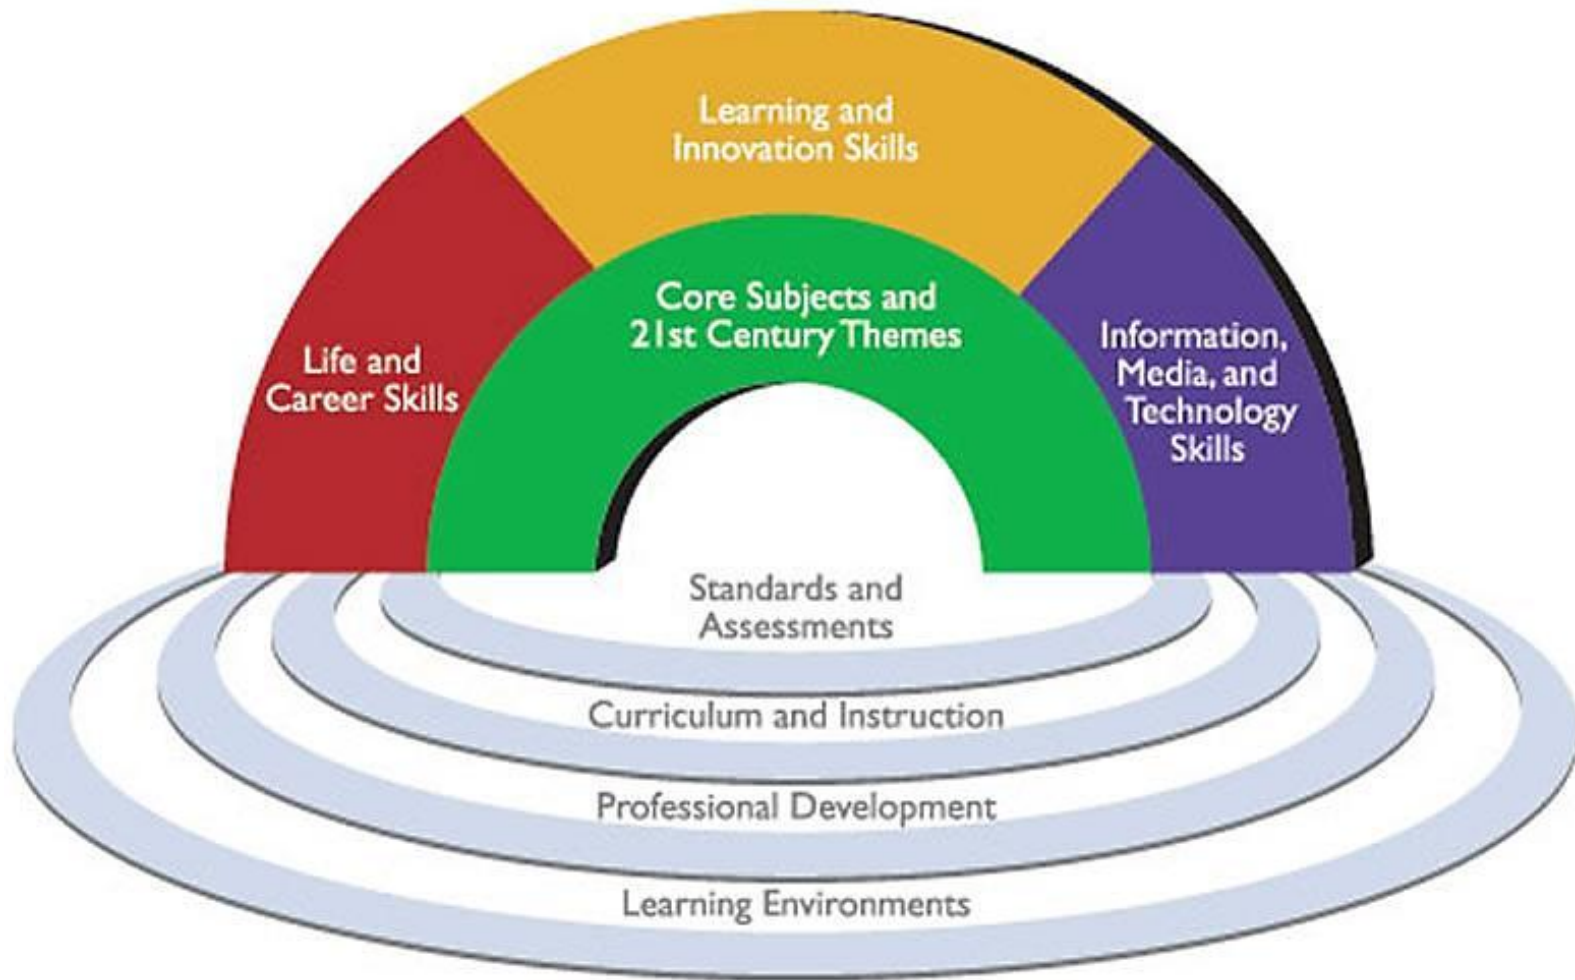 Learning and
Innovation Skills
Core Subjects and
21st Century Themes
Life and
Career Skills
Information,
Media, and
Technology
Skills
Standards and
Assessments
Curriculum and Instruction
Professional Development
Learning Environments